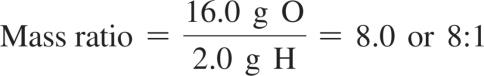 Mass ratio = 16.0 g O / 2.0 g H = 8.0 or 8:1